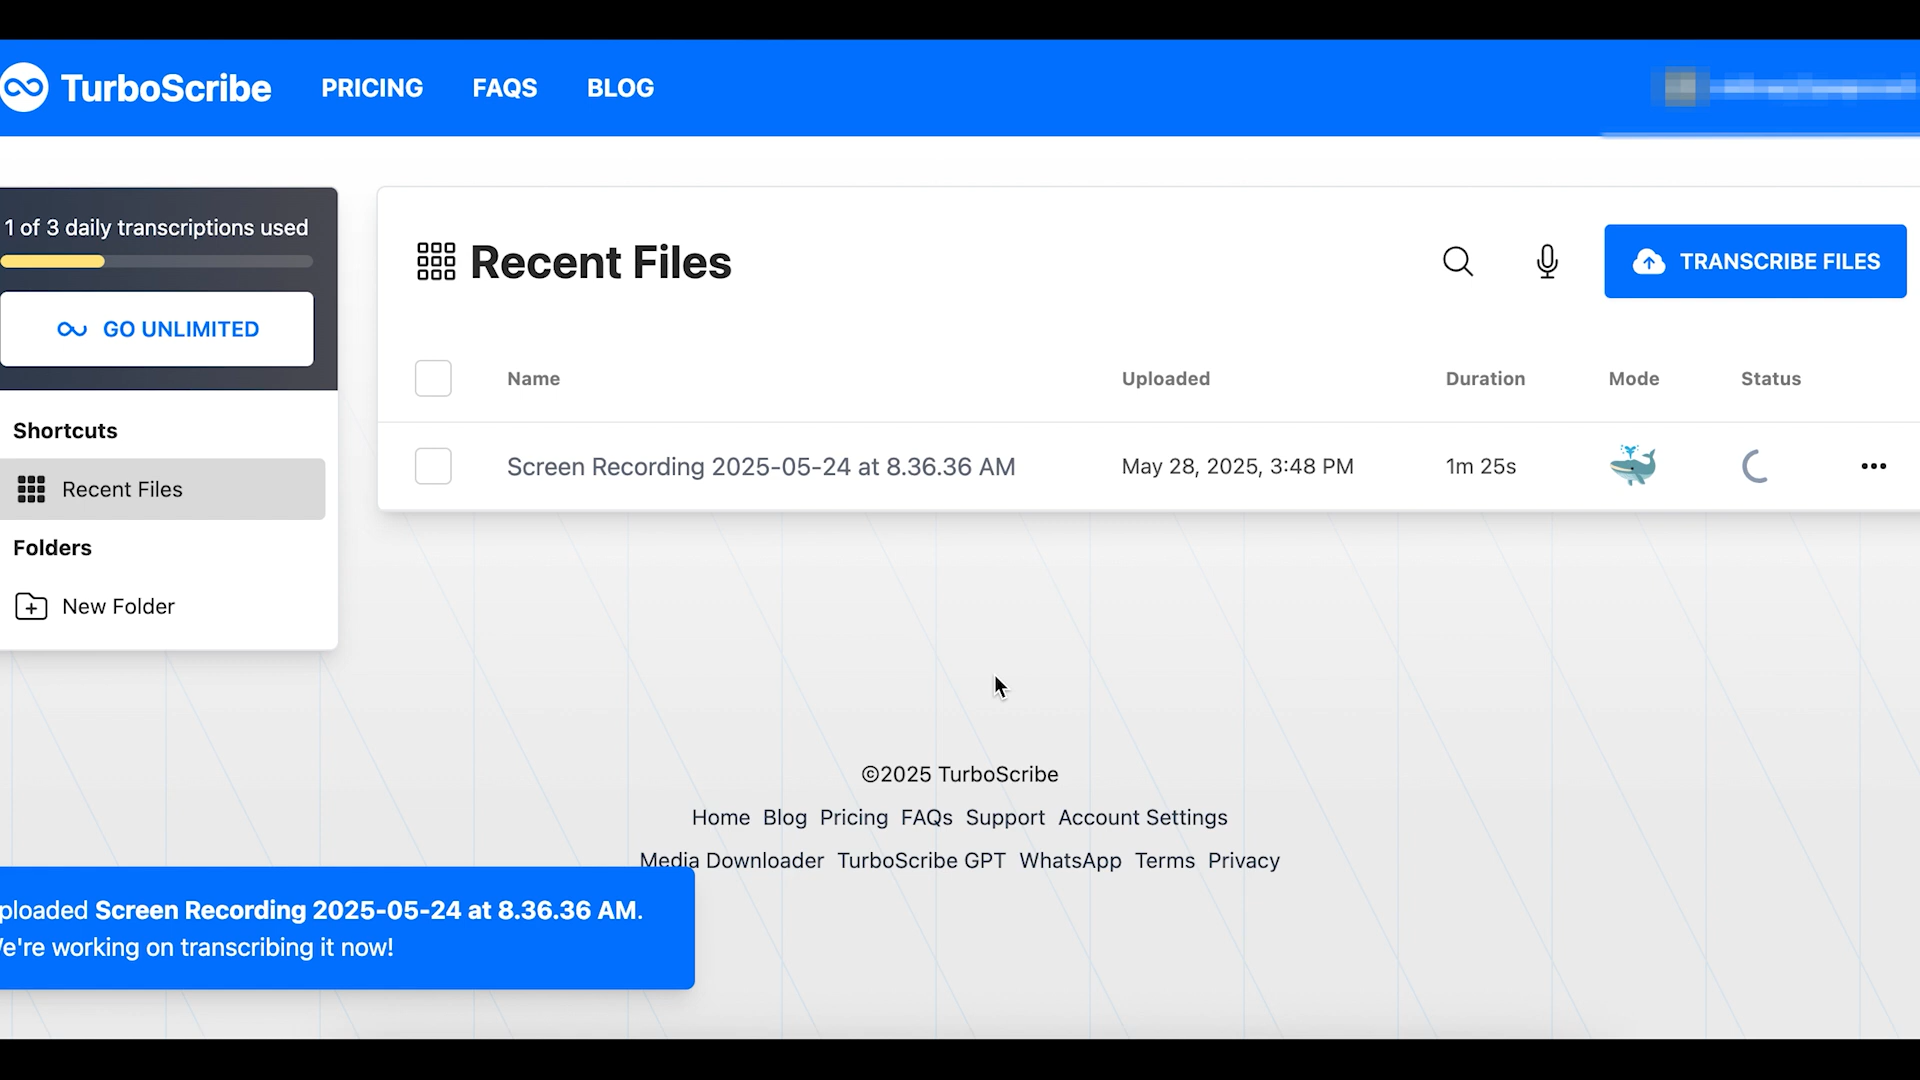 TurboScribe PRICING FAQS BLOG
1 of 3 daily transcriptions used
GO UNLIMITED
Shortcuts
Recent Files
Folders
New Folder
Recent Files
TRANSCRIBE FILES
Name Uploaded Duration Mode Status
Screen Recording 2025-05-24 at 8.36.36 AM May 28, 2025, 3:48 PM 1m 25s
©2025 TurboScribe
Home Blog Pricing FAQs Support Account Settings
Media Downloader TurboScribe GPT WhatsApp Terms Privacy
ploaded Screen Recording 2025-05-24 at 8.36.36 AM.
e're working on transcribing it now!